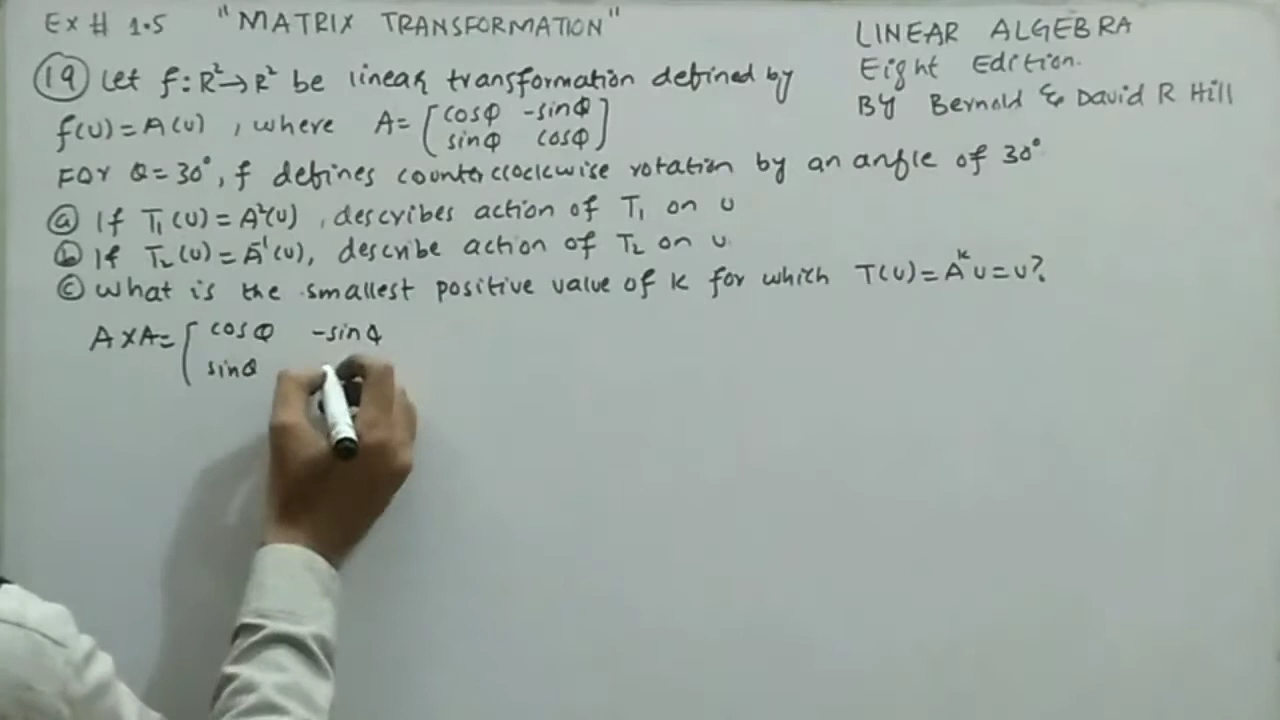 Ex # 1.5 "MATRIX TRANSFORMATION"
LINEAR ALGEBRA
Eight Edition.
BY Bernold & David R Hill
(19) Let f: R²→R² be linear transformation defined by
f(u) = A(u) , where A = [cosφ -sinφ
sinφ cosφ]
For θ = 30°, f defines counterclockwise rotation by an angle of 30°
(a) If T₁(u) = A²(u) , describes action of T₁ on u
(b) If T₂(u) = A⁻¹(u), describe action of T₂ on u.
(c) What is the smallest positive value of K for which T(u) = Aᵏu = u?
A×A = [cosφ -sinφ
sinθ